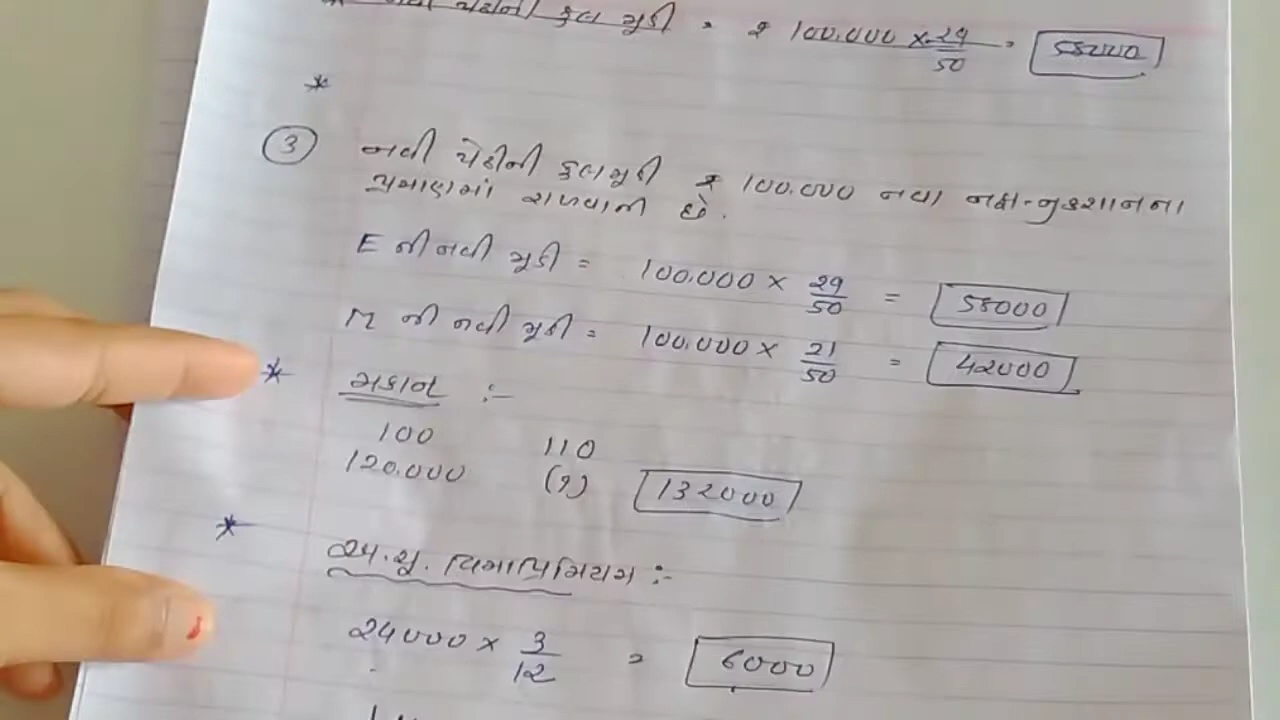 કુલ મૂડી = ₹ 100.000 × 29/50 = 58000
*
3 નવી પેઢીની કુલ મૂડી ₹ 100.000 નવા નફા-નુકશાનના
પ્રમાણમાં રાખવાની છે.
E ની નવી મૂડી = 100.000 × 29/50 = 58000
M ની નવી મૂડી = 100.000 × 21/50 = 42000
* મકાન :-
100 110
120.000 (?) 132000
* અ.ચૂ. વિમાપ્રિમિયમ :-
24000 × 3/12 = 6000